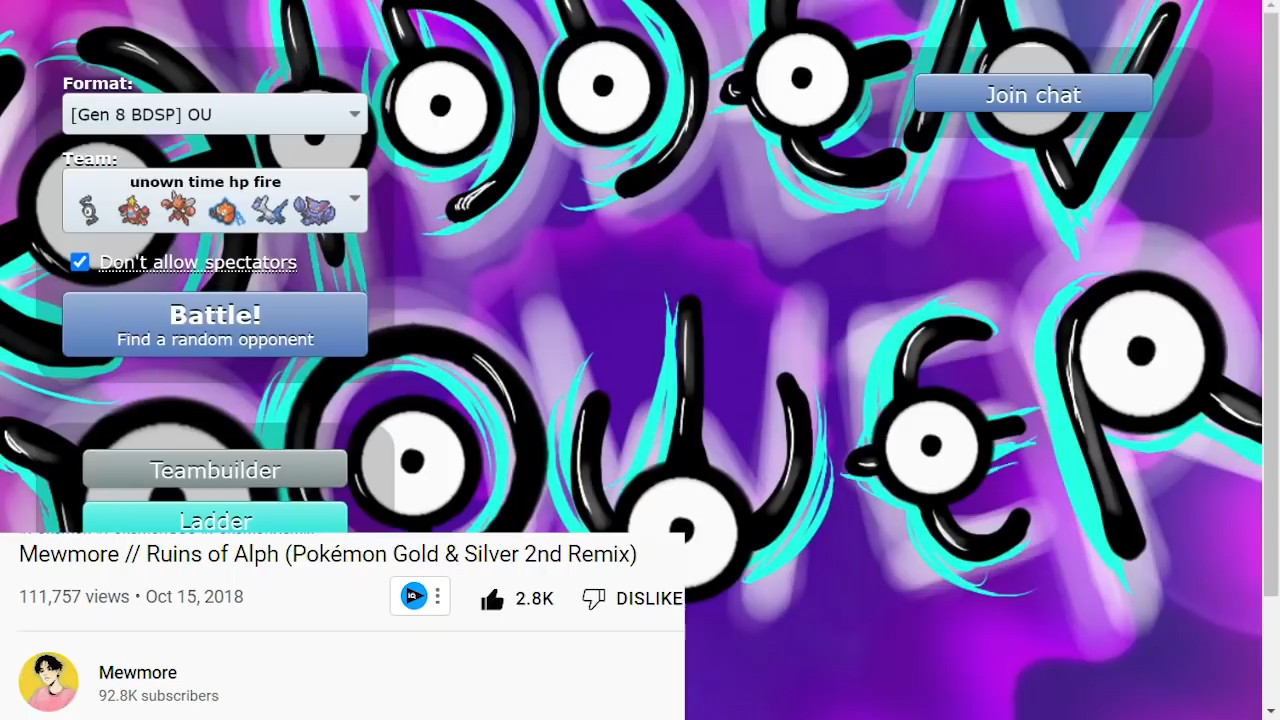 Format:
[Gen 8 BDSP] OU
Team:
unown time hp fire
Don't allow spectators
Battle!
Find a random opponent
Join chat
Teambuilder
Ladder
Mewmore // Ruins of Alph (Pokémon Gold & Silver 2nd Remix)
111,757 views • Oct 15, 2018
IQ
2.8K
DISLIKE
Mewmore
92.8K subscribers